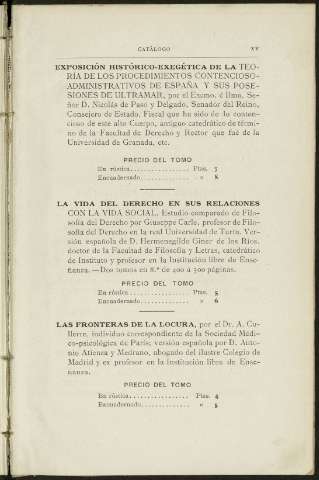 CATÁLOGO xv
EXPOSICIÓN HISTÓRICO-EXEGÉTICA DE LA TEO-
RÍA DE LOS PROCEDIMIENTOS CONTENCIOSO-
ADMINISTRATIVOS DE ESPAÑA Y SUS POSE-
SIONES DE ULTRAMAR, por el Excmo. é Ilmo. Se-
ñor D. Nicolás de Paso y Delgado, Senador del Reino,
Consejero de Estado, Fiscal que ha sido de lo conten-
cioso de este alto Cuerpo, antiguo catedrático de térmi-
no de la Facultad de Derecho y Rector que fué de la
Universidad de Granada, etc.
PRECIO DEL TOMO
En rústica................ Ptas. 7
Encuadernado............. » 8
LA VIDA DEL DERECHO EN SUS RELACIONES
CON LA VIDA SOCIAL. Estudio comparado de Filo-
sofía del Derecho por Giuseppe Carle, profesor de Filo-
sofía del Derecho en la real Universidad de Turín. Ver-
sión española de D. Hermenegildo Giner de los Ríos,
doctor de la Facultad de Filosofía y Letras, catedrático
de Instituto y profesor en la Institución libre de Ense-
ñanza.—Dos tomos en 8.º de 400 á 300 páginas.
PRECIO DEL TOMO
En rústica................ Ptas. 5
Encuadernado............. » 6
LAS FRONTERAS DE LA LOCURA, por el Dr. A. Cu-
llerre, individuo correspondiente de la Sociedad Médi-
co-psicológica de París; versión española por D. Anto-
nio Atienza y Medrano, abogado del ilustre Colegio de
Madrid y ex profesor en la Institución libre de Ense-
nanza.
PRECIO DEL TOMO
En rústica................ Ptas. 4
Encuadernado............. » 5